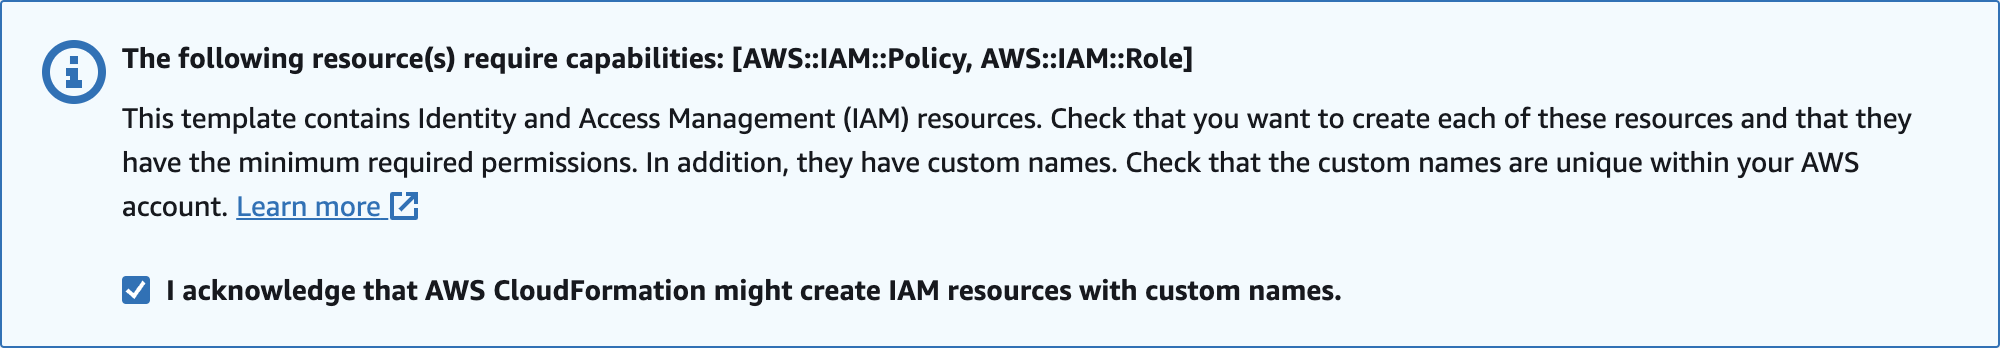 The following resource(s) require capabilities: [AWS::IAM::Policy, AWS::IAM::Role]
This template contains Identity and Access Management (IAM) resources. Check that you want to create each of these resources and that they
have the minimum required permissions. In addition, they have custom names. Check that the custom names are unique within your AWS
account. Learn more
I acknowledge that AWS CloudFormation might create IAM resources with custom names.